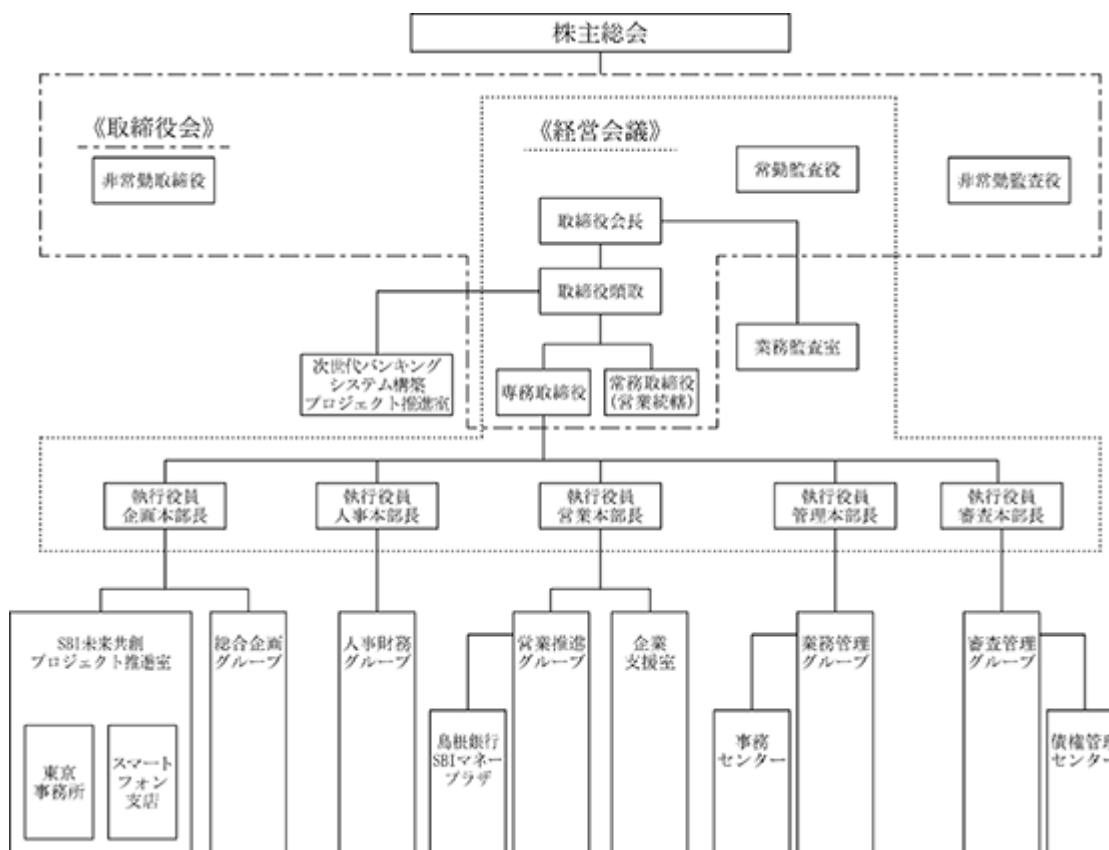 株主総会
《取締役会》
《経営会議》
非常勤取締役
常勤監査役
非常勤監査役
取締役会長
取締役頭取
業務監査室
次世代バンキング
システム構築
プロジェクト推進室
専務取締役
常務取締役
(営業統轄)
執行役員
企画本部長
執行役員
人事本部長
執行役員
営業本部長
執行役員
管理本部長
執行役員
審査本部長
SBI未来共創
プロジェクト推進室
総合企画
グループ
人事財務
グループ
営業推進
グループ
企業
支援室
業務管理
グループ
審査管理
グループ
東京
事務所
スマート
フォン
支店
島根銀行
SBIマネー
プラザ
事務
センター
債権管理
センター